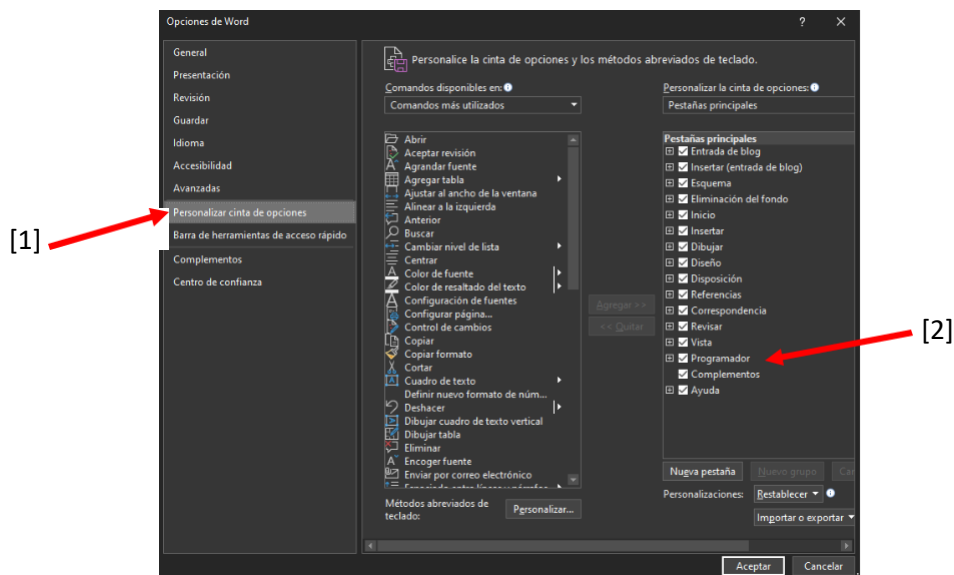 Opciones de Word
?
General
Presentación
Revisión
Guardar
Idioma
Accesibilidad
Avanzadas
Personalizar cinta de opciones
Barra de herramientas de acceso rápido
Complementos
Centro de confianza
[1]
Personalice la cinta de opciones y los métodos abreviados de teclado.
Comandos disponibles en:
Comandos más utilizados
Abrir
Aceptar revisión
Agrandar fuente
Agregar tabla
Ajustar al ancho de la ventana
Alinear a la izquierda
Anterior
Buscar
Cambiar nivel de lista
Centrar
Color de fuente
Color de resaltado del texto
Configuración de fuentes
Configurar página...
Control de cambios
Copiar
Copiar formato
Cortar
Cuadro de texto
Definir nuevo formato de núm...
Deshacer
Dibujar cuadro de texto vertical
Dibujar tabla
Eliminar
Encoger fuente
Enviar por correo electrónico
Espaciado entre líneas y párrafos
Métodos abreviados de
teclado:
Personalizar...
Agregar >>
<< Quitar
Personalizar la cinta de opciones:
Pestañas principales
Pestañas principales
Entrada de blog
Insertar (entrada de blog)
Esquema
Eliminación del fondo
Inicio
Insertar
Dibujar
Diseño
Disposición
Referencias
Correspondencia
Revisar
Vista
Programador
Complementos
Ayuda
[2]
Nueva pestaña
Nuevo grupo
Personalizaciones:
Restablecer
Importar o exportar
Aceptar
Cancelar